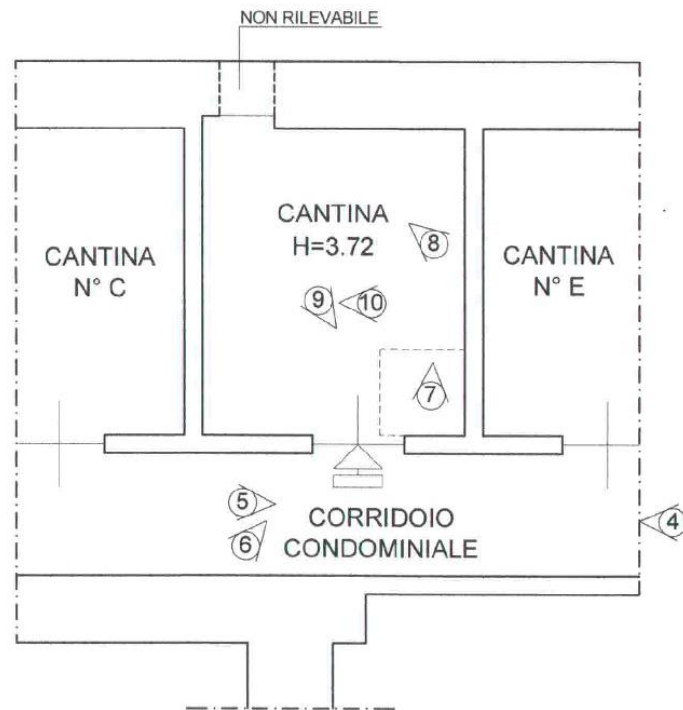 NON RILEVABILE
CANTINA
H=3.72
8
CANTINA
N° C
CANTINA
N° E
9
10
7
5
CORRIDOIO
4
6
CONDOMINIALE